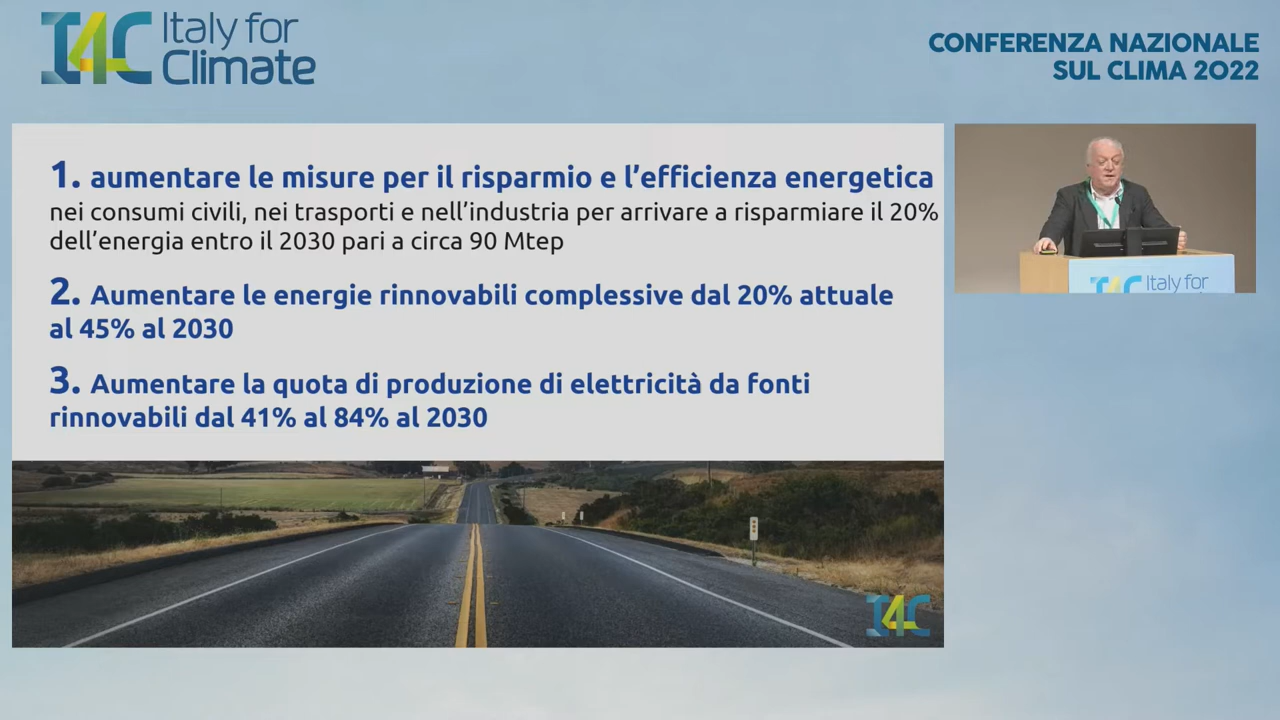 I4C Italy for
Climate
CONFERENZA NAZIONALE
SUL CLIMA 2022
1. aumentare le misure per il risparmio e l'efficienza energetica
nei consumi civili, nei trasporti e nell'industria per arrivare a risparmiare il 20%
dell'energia entro il 2030 pari a circa 90 Mtep
2. Aumentare le energie rinnovabili complessive dal 20% attuale
al 45% al 2030
3. Aumentare la quota di produzione di elettricità da fonti
rinnovabili dal 41% al 84% al 2030
I4C
I4C Italy for